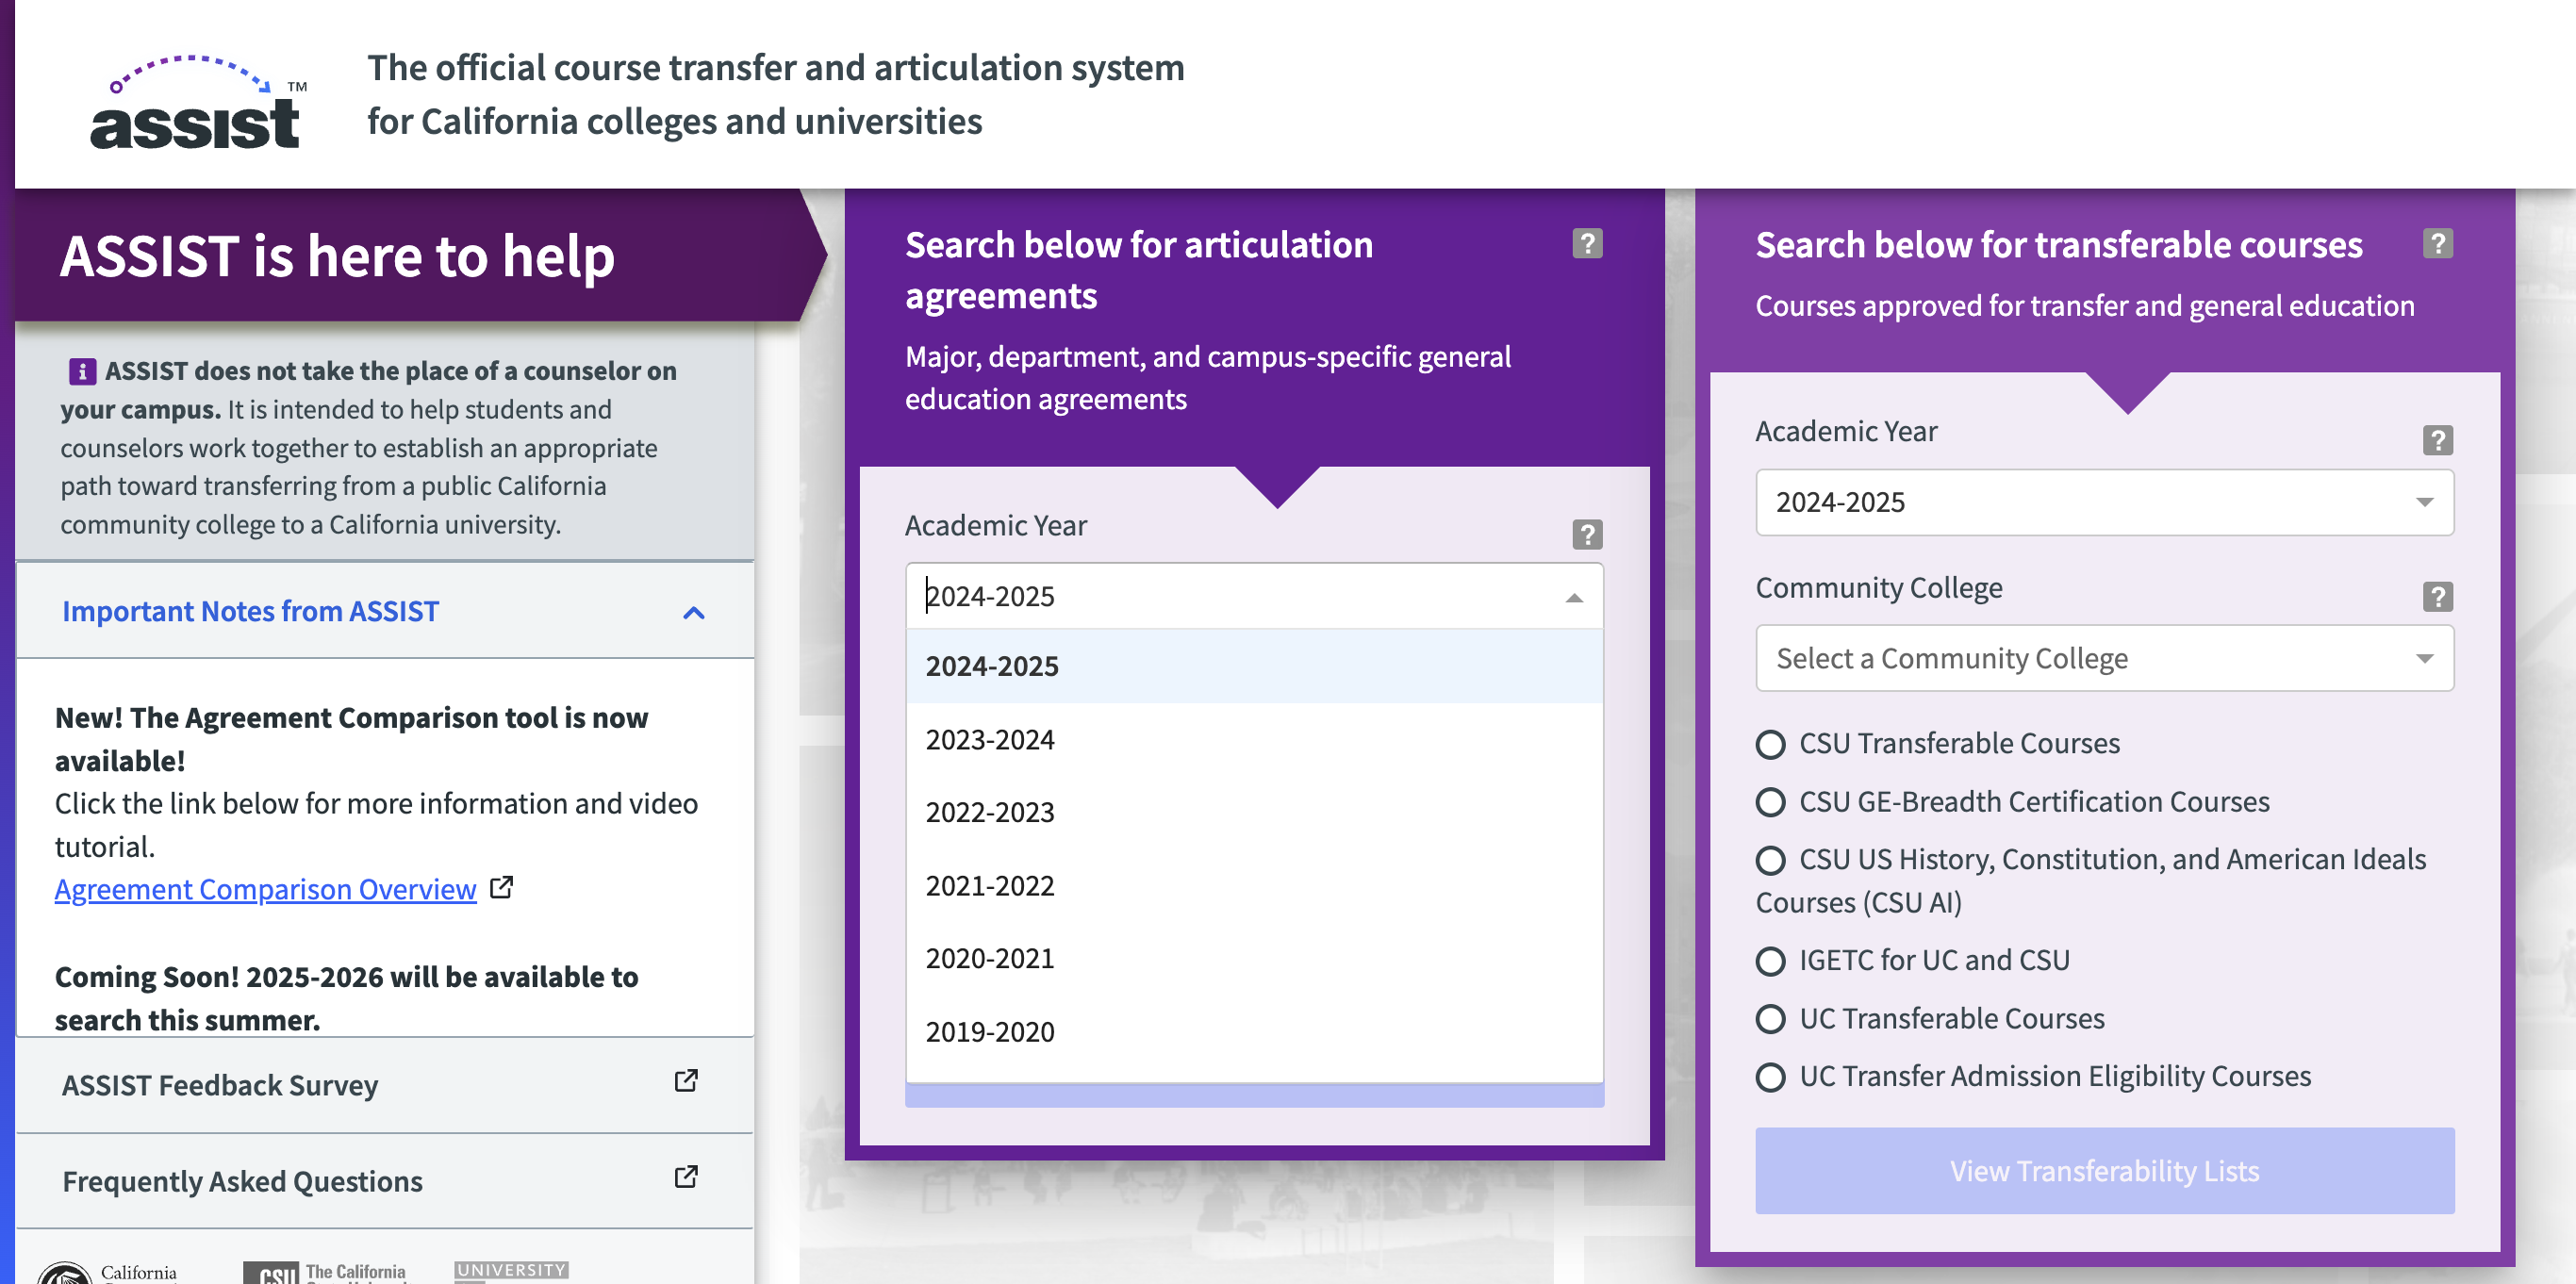 assist™
The official course transfer and articulation system
for California colleges and universities
ASSIST is here to help
ASSIST does not take the place of a counselor on
your campus. It is intended to help students and
counselors work together to establish an appropriate
path toward transferring from a public California
community college to a California university.
Important Notes from ASSIST
New! The Agreement Comparison tool is now
available!
Click the link below for more information and video
tutorial.
Agreement Comparison Overview
Coming Soon! 2025-2026 will be available to
search this summer.
ASSIST Feedback Survey
Frequently Asked Questions
California
CSU The California
UNIVERSITY
Search below for articulation
agreements
?
Major, department, and campus-specific general
education agreements
Academic Year
?
2024-2025
2024-2025
2023-2024
2022-2023
2021-2022
2020-2021
2019-2020
Search below for transferable courses
?
Courses approved for transfer and general education
Academic Year
?
2024-2025
Community College
?
Select a Community College
CSU Transferable Courses
CSU GE-Breadth Certification Courses
CSU US History, Constitution, and American Ideals
Courses (CSU AI)
IGETC for UC and CSU
UC Transferable Courses
UC Transfer Admission Eligibility Courses
View Transferability Lists